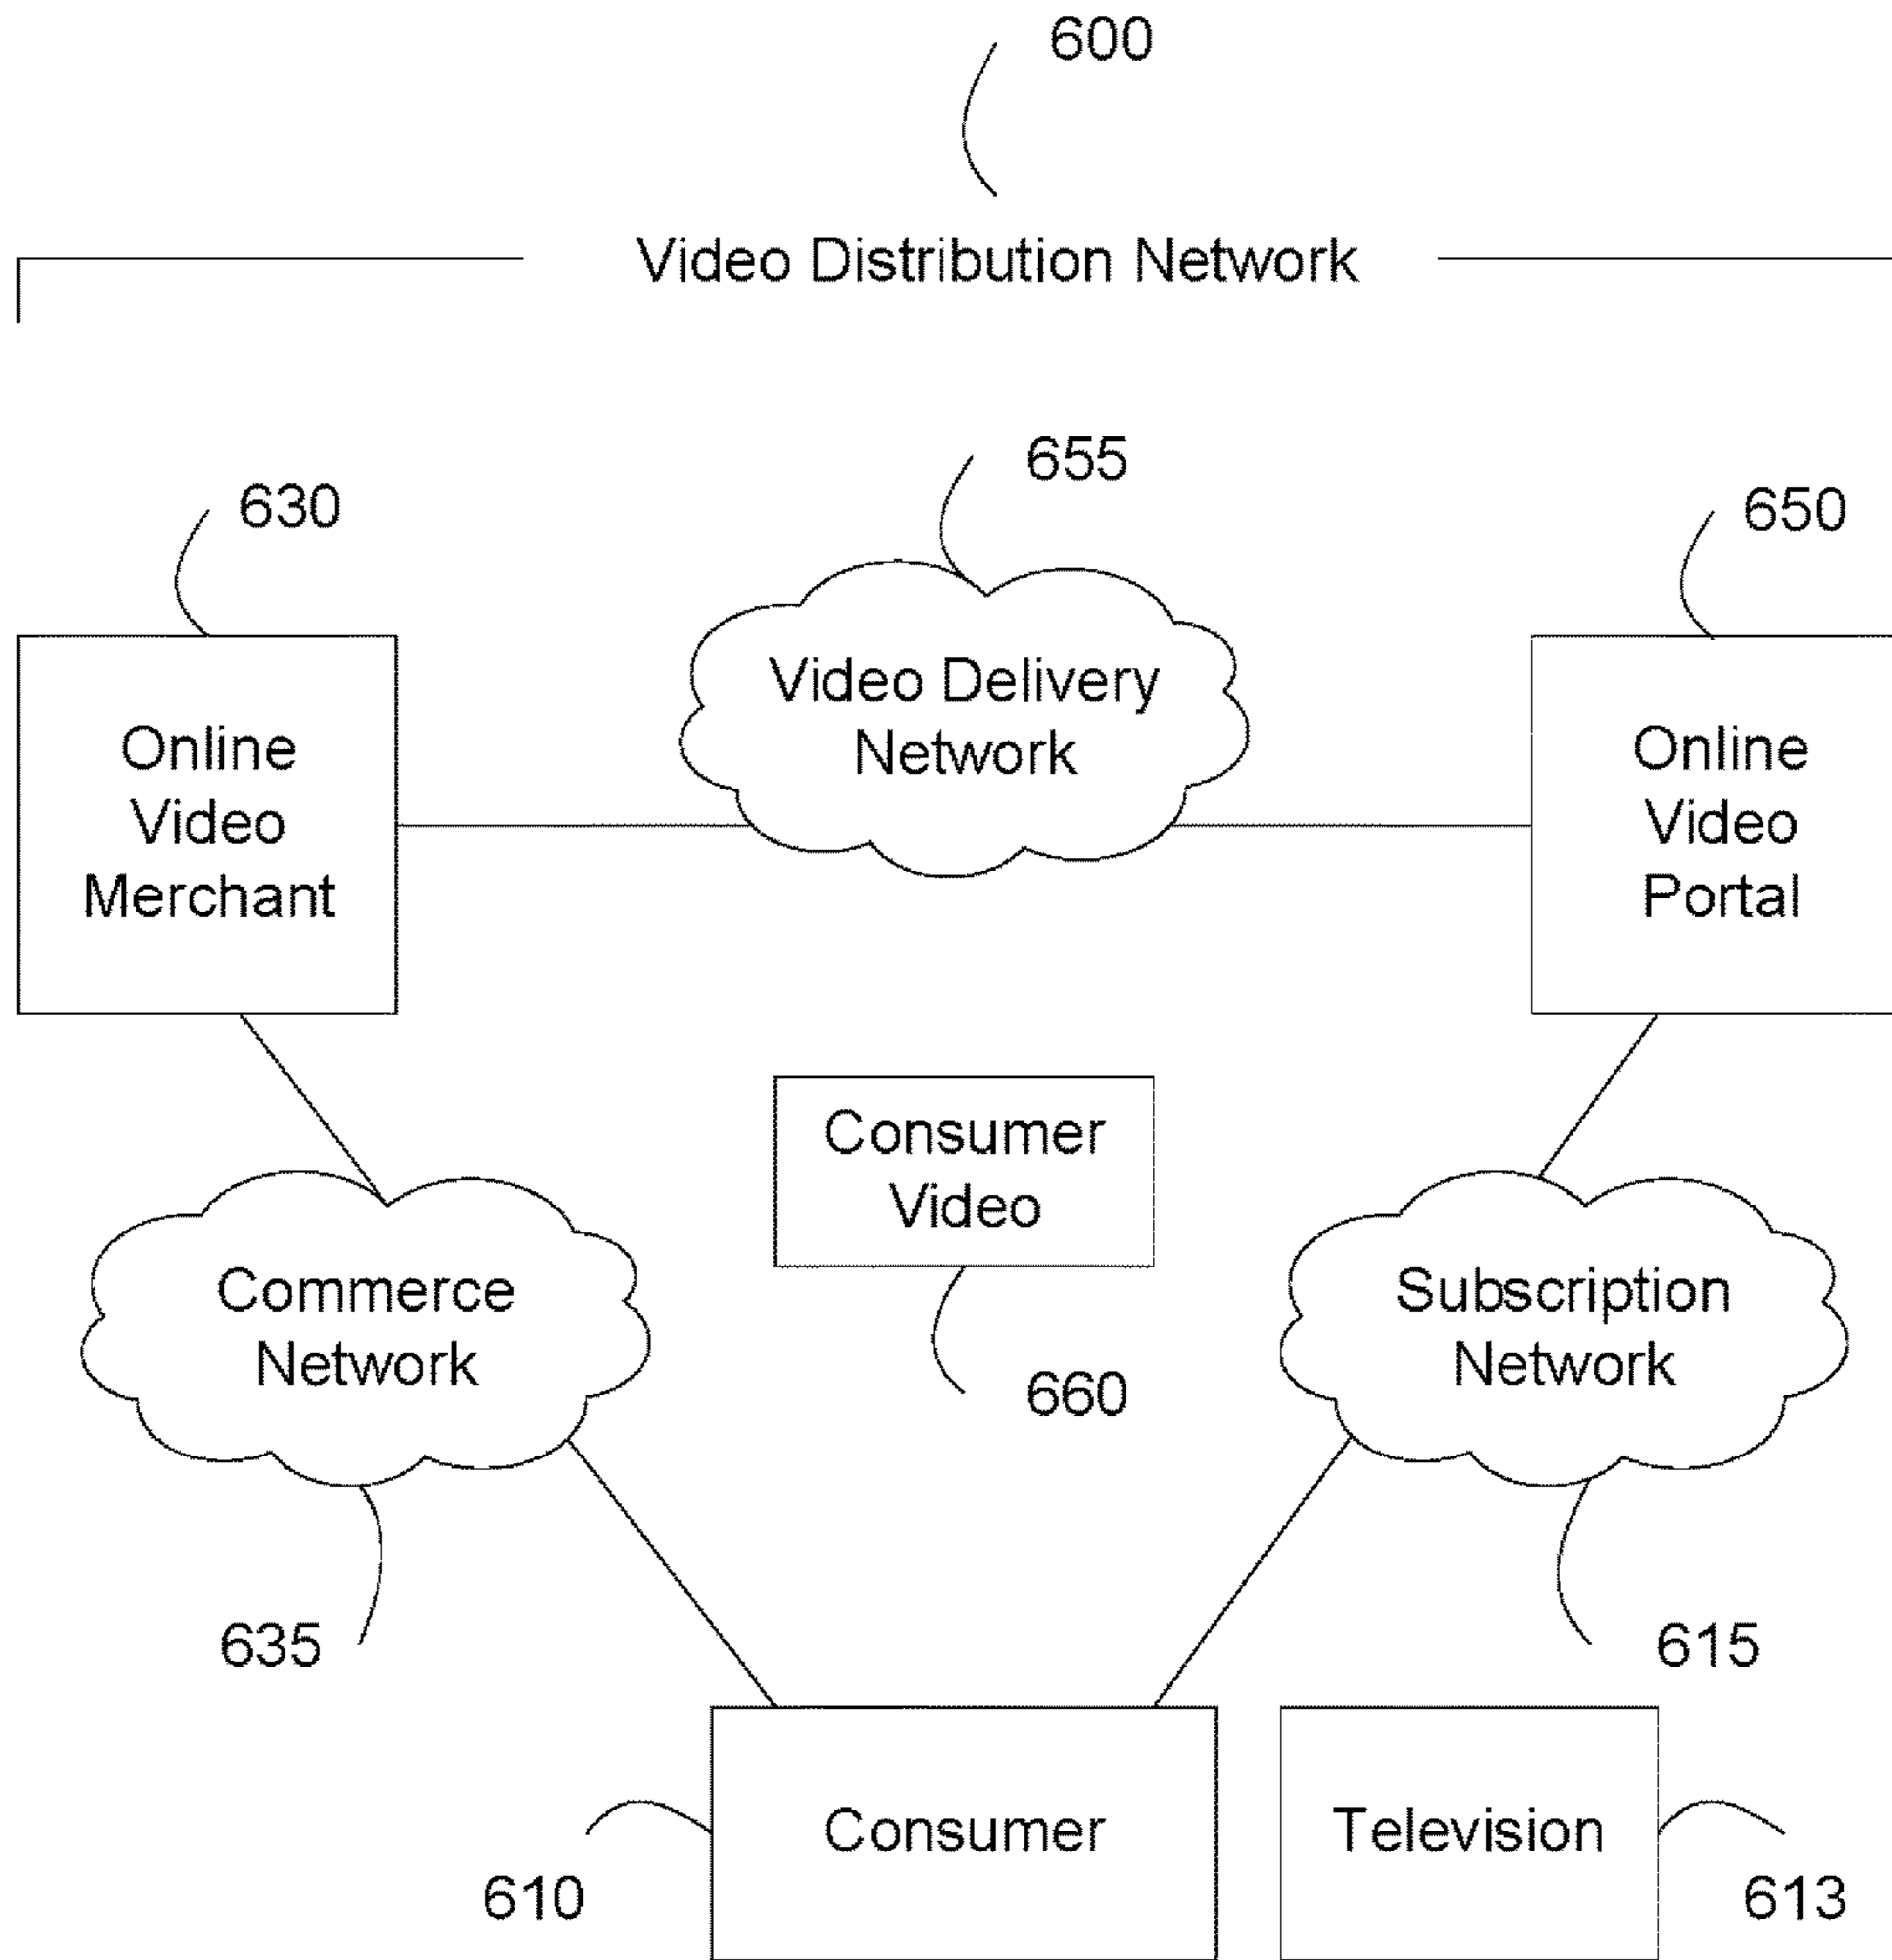 600
Video Distribution Network
655
630
650
Video Delivery
Network
Online
Video
Merchant
Online
Video
Portal
Consumer
Video
660
Commerce
Network
Subscription
Network
635
615
Consumer
Television
610
613